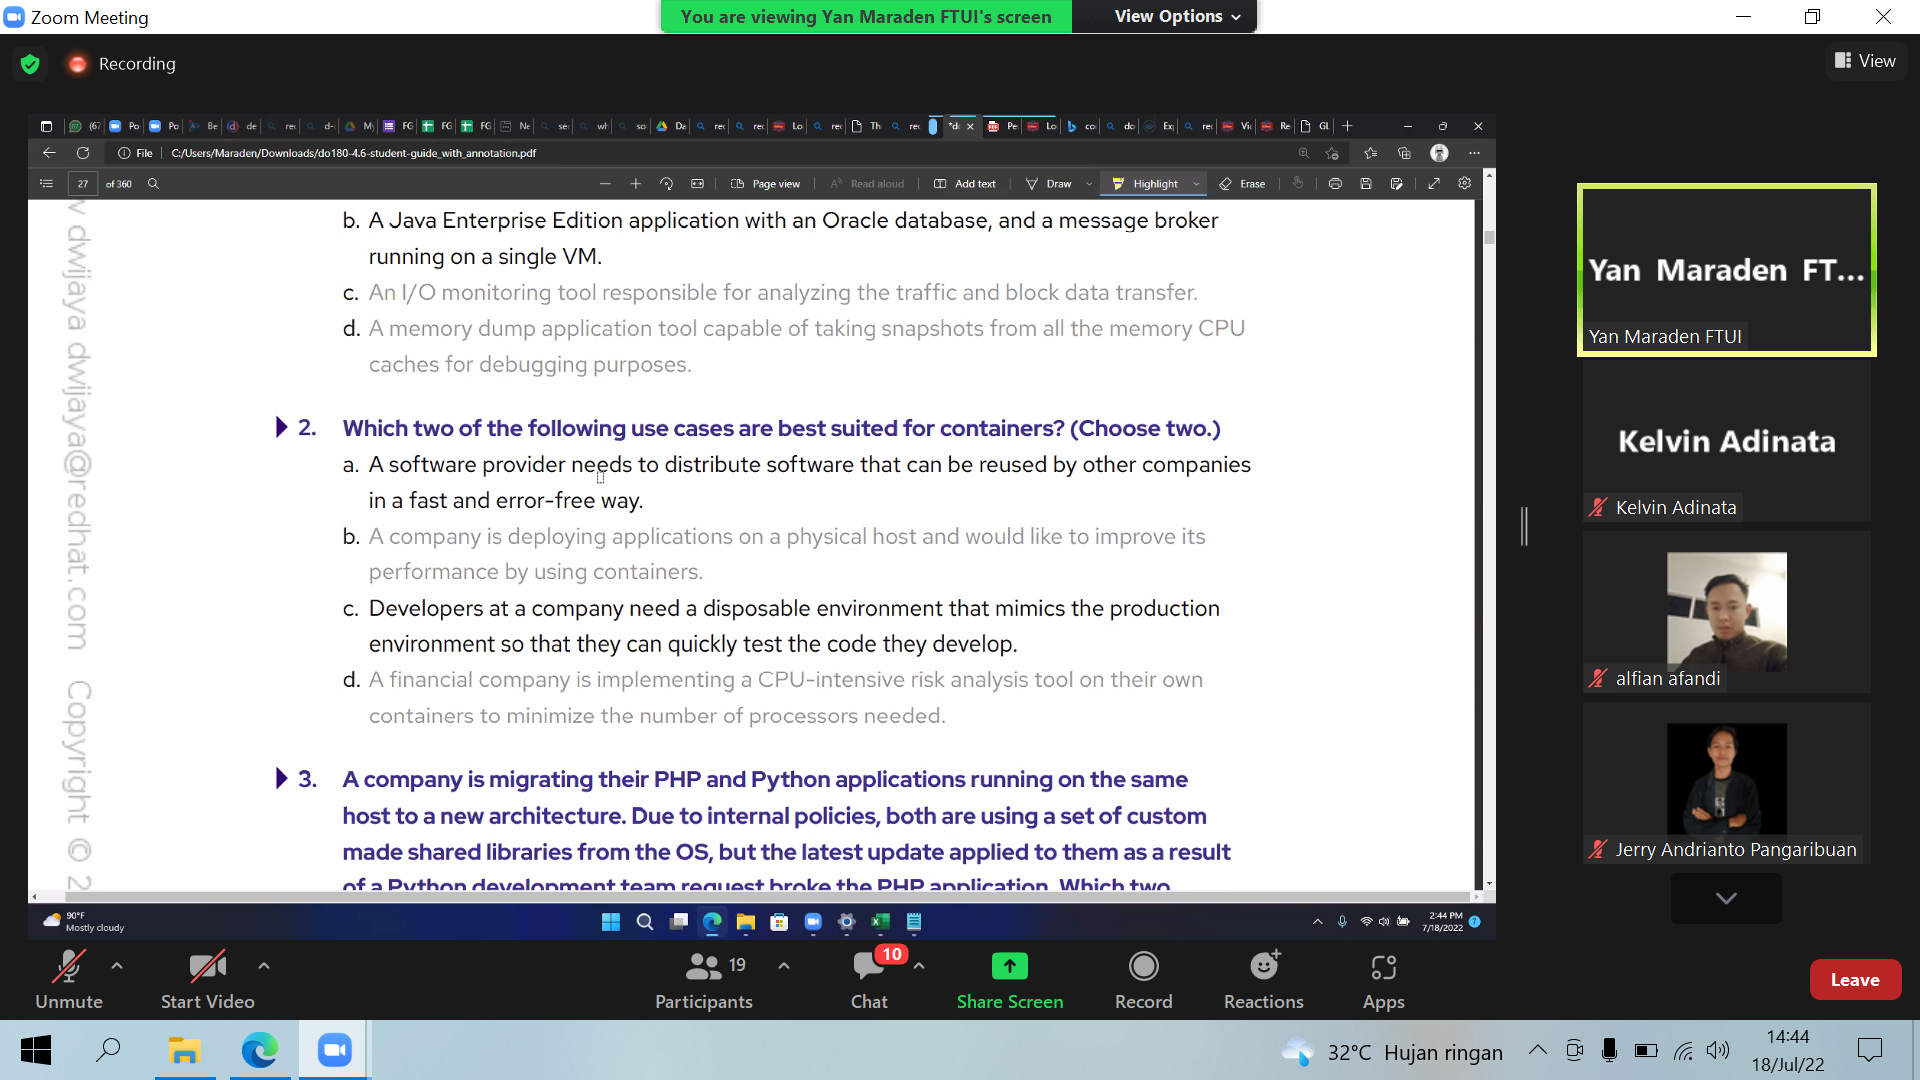 Zoom Meeting
You are viewing Yan Maraden FTUI's screen
View Options
Recording
View
File
C:/Users/Maraden/Downloads/do180-4.6-student-guide_with_annotation.pdf
27
of 360
Page view
Read aloud
Add text
Draw
Highlight
Erase
b. A Java Enterprise Edition application with an Oracle database, and a message broker
running on a single VM.
c. An I/O monitoring tool responsible for analyzing the traffic and block data transfer.
d. A memory dump application tool capable of taking snapshots from all the memory CPU
caches for debugging purposes.
2. Which two of the following use cases are best suited for containers? (Choose two.)
a. A software provider needs to distribute software that can be reused by other companies
in a fast and error-free way.
b. A company is deploying applications on a physical host and would like to improve its
performance by using containers.
c. Developers at a company need a disposable environment that mimics the production
environment so that they can quickly test the code they develop.
d. A financial company is implementing a CPU-intensive risk analysis tool on their own
containers to minimize the number of processors needed.
3. A company is migrating their PHP and Python applications running on the same
host to a new architecture. Due to internal policies, both are using a set of custom
made shared libraries from the OS, but the latest update applied to them as a result
of a Python development team request broke the PHP application. Which two
dwijaya dwijaya@redhat.com Copyright © 2
Yan Maraden FT...
Yan Maraden FTUI
Kelvin Adinata
Kelvin Adinata
alfian afandi
Jerry Andrianto Pangaribuan
90°F
Mostly cloudy
2:44 PM
7/18/2022
Unmute
Start Video
19
Participants
10
Chat
Share Screen
Record
Reactions
Apps
Leave
32°C Hujan ringan
14:44
18/Jul/22